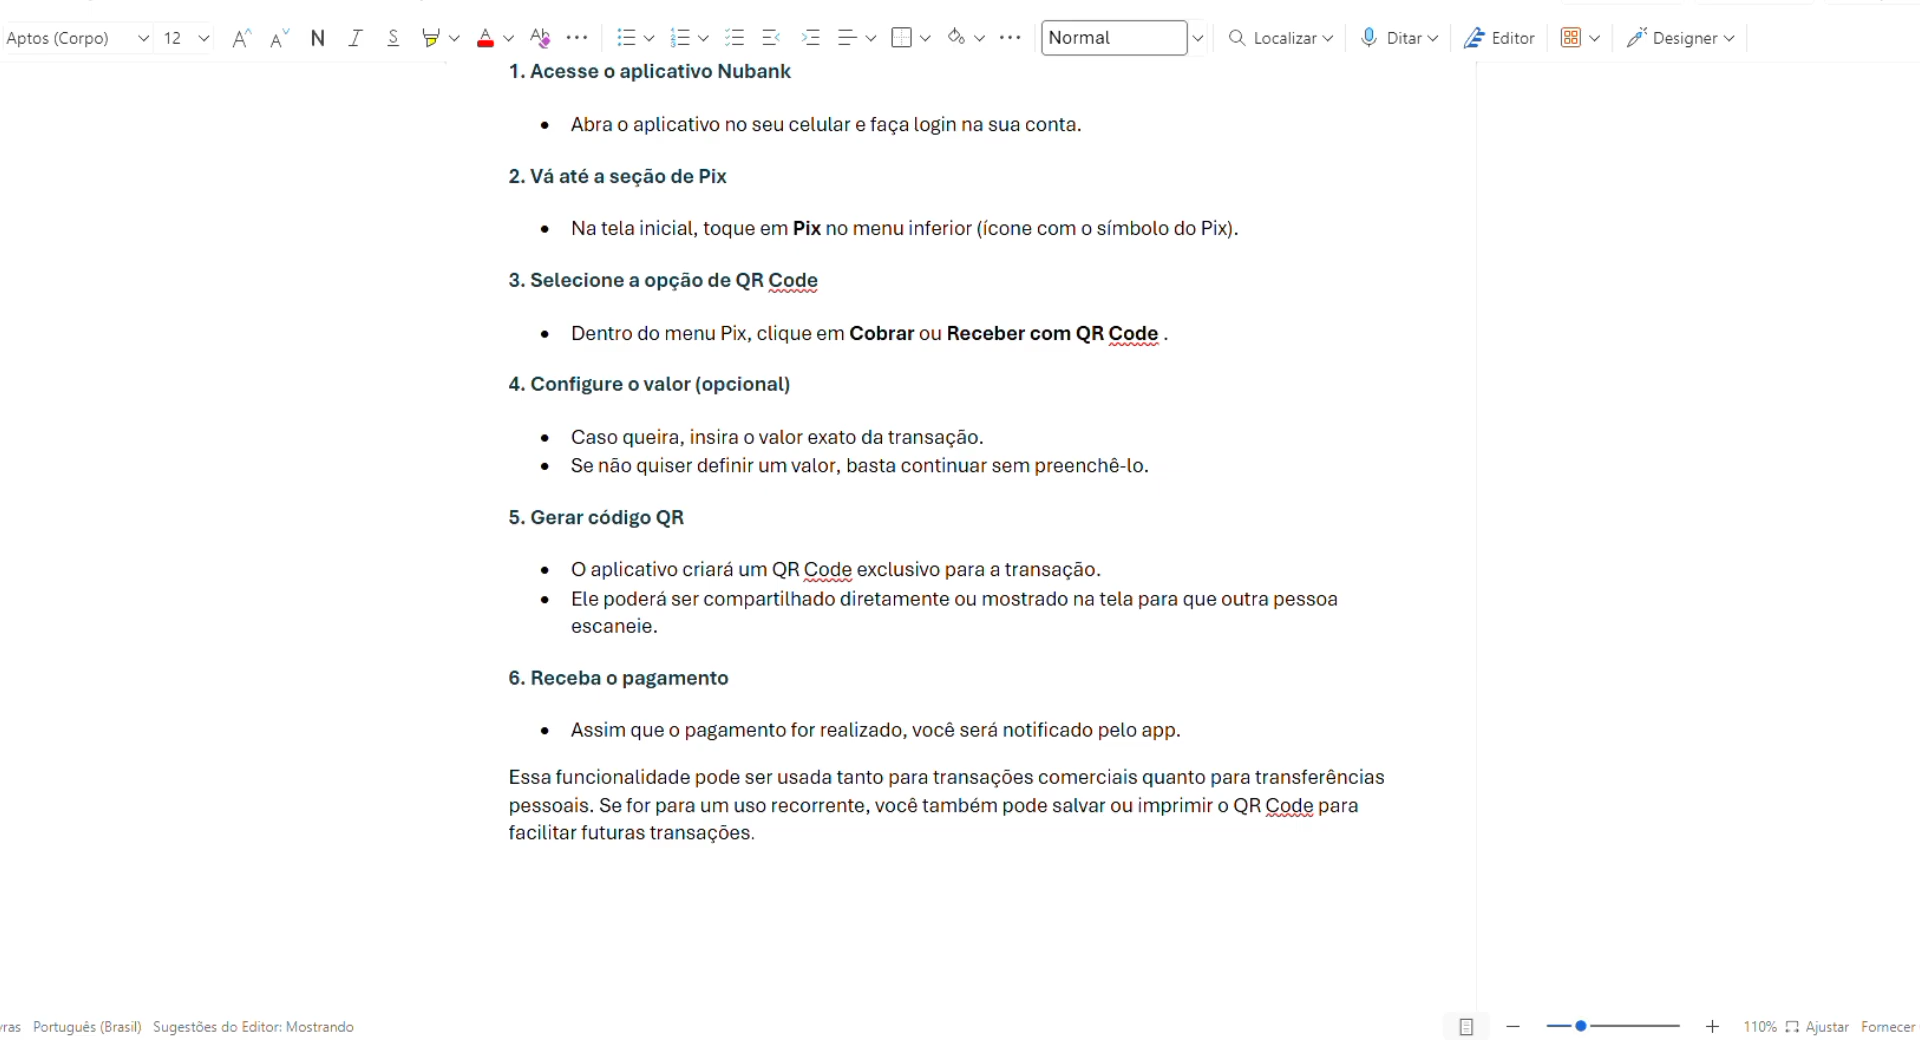 Aptos (Corpo) 12 N I S A Normal Localizar Ditar Editor Designer
1. Acesse o aplicativo Nubank
• Abra o aplicativo no seu celular e faça login na sua conta.
2. Vá até a seção de Pix
• Na tela inicial, toque em Pix no menu inferior (ícone com o símbolo do Pix).
3. Selecione a opção de QR Code
• Dentro do menu Pix, clique em Cobrar ou Receber com QR Code .
4. Configure o valor (opcional)
• Caso queira, insira o valor exato da transação.
• Se não quiser definir um valor, basta continuar sem preenchê-lo.
5. Gerar código QR
• O aplicativo criará um QR Code exclusivo para a transação.
• Ele poderá ser compartilhado diretamente ou mostrado na tela para que outra pessoa
escaneie.
6. Receba o pagamento
• Assim que o pagamento for realizado, você será notificado pelo app.
Essa funcionalidade pode ser usada tanto para transações comerciais quanto para transferências
pessoais. Se for para um uso recorrente, você também pode salvar ou imprimir o QR Code para
facilitar futuras transações.
vras Português (Brasil) Sugestões do Editor: Mostrando 110% Ajustar Fornecer